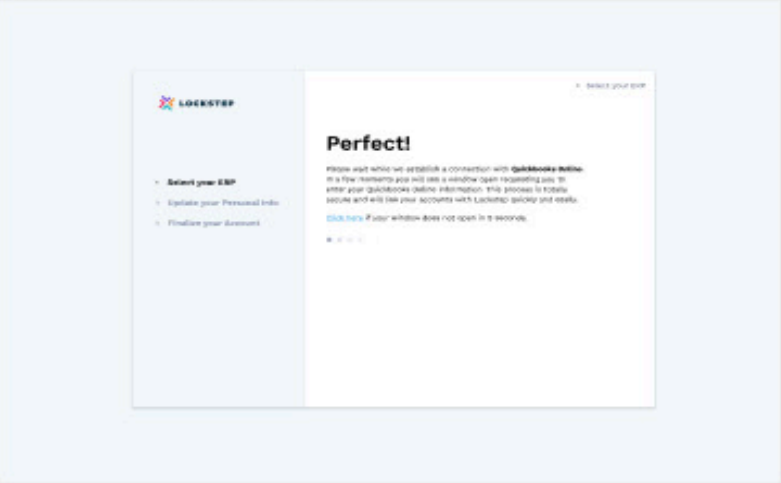 LOCKSTEP
Select your ERP
Update your Personal Info
Finalize your Account
Select your ERP
Perfect!
Please wait while we establish a connection with Quickbooks Online.
In a few moments you will see a window open requesting you to
enter your Quickbooks Online information. This process is totally
secure and will link your accounts with Lockstep quickly and easily.
Click here if your window does not open in 5 seconds.